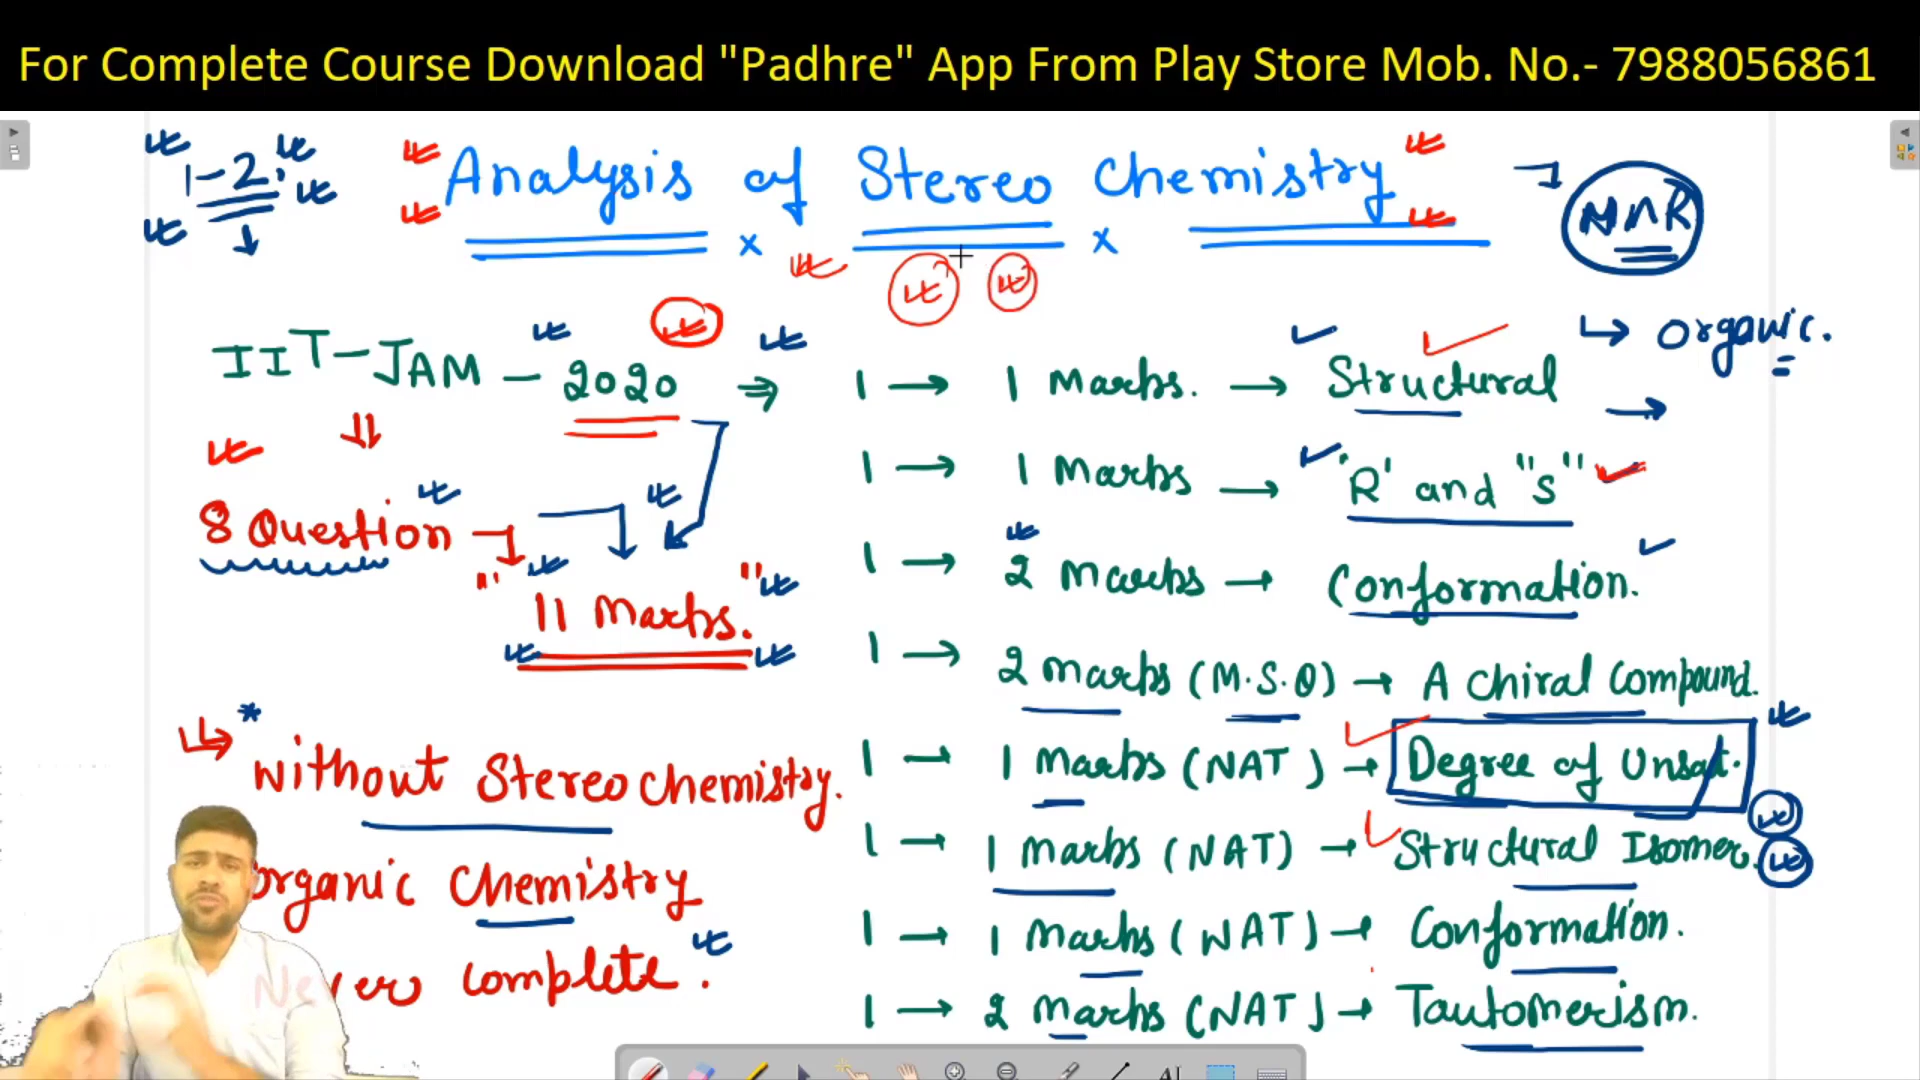 For Complete Course Download "Padhre" App From Play Store Mob. No.- 7988056861
1-2
Analysis of Stereo Chemistry
NMR
organic.
IIT-JAM - 2020
8 Question
"11 Marks."
1 → 1 Marks. → Structural
1 → 1 Marks → 'R' and "S"
1 → 2 Marks → Conformation.
1 → 2 marks (M.S.Q) → A Chiral Compound.
1 → 1 Marks (NAT) → Degree of Unsat.
1 → 1 Marks (NAT) → Structural Isomer.
1 → 1 Marks (NAT) → Conformation.
1 → 2 Marks (NAT) → Tautomerism.
* without Stereo chemistry.
organic Chemistry
Never complete.